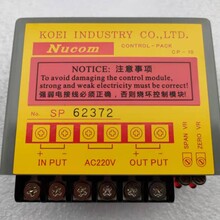 KOEI INDUSTRY CO.,LTD.
Nucom
CONTROL-PACK
CP-16
NOTICE: 注意事项
To avoid damaging the control module,
strong and weak electricity must be correct!
强弱电接线必须正确,否则烧坏控制模块!
No. SP 62372
+ - + -
IN PUT AC220V OUT PUT
SPAN VR
ZERO VR